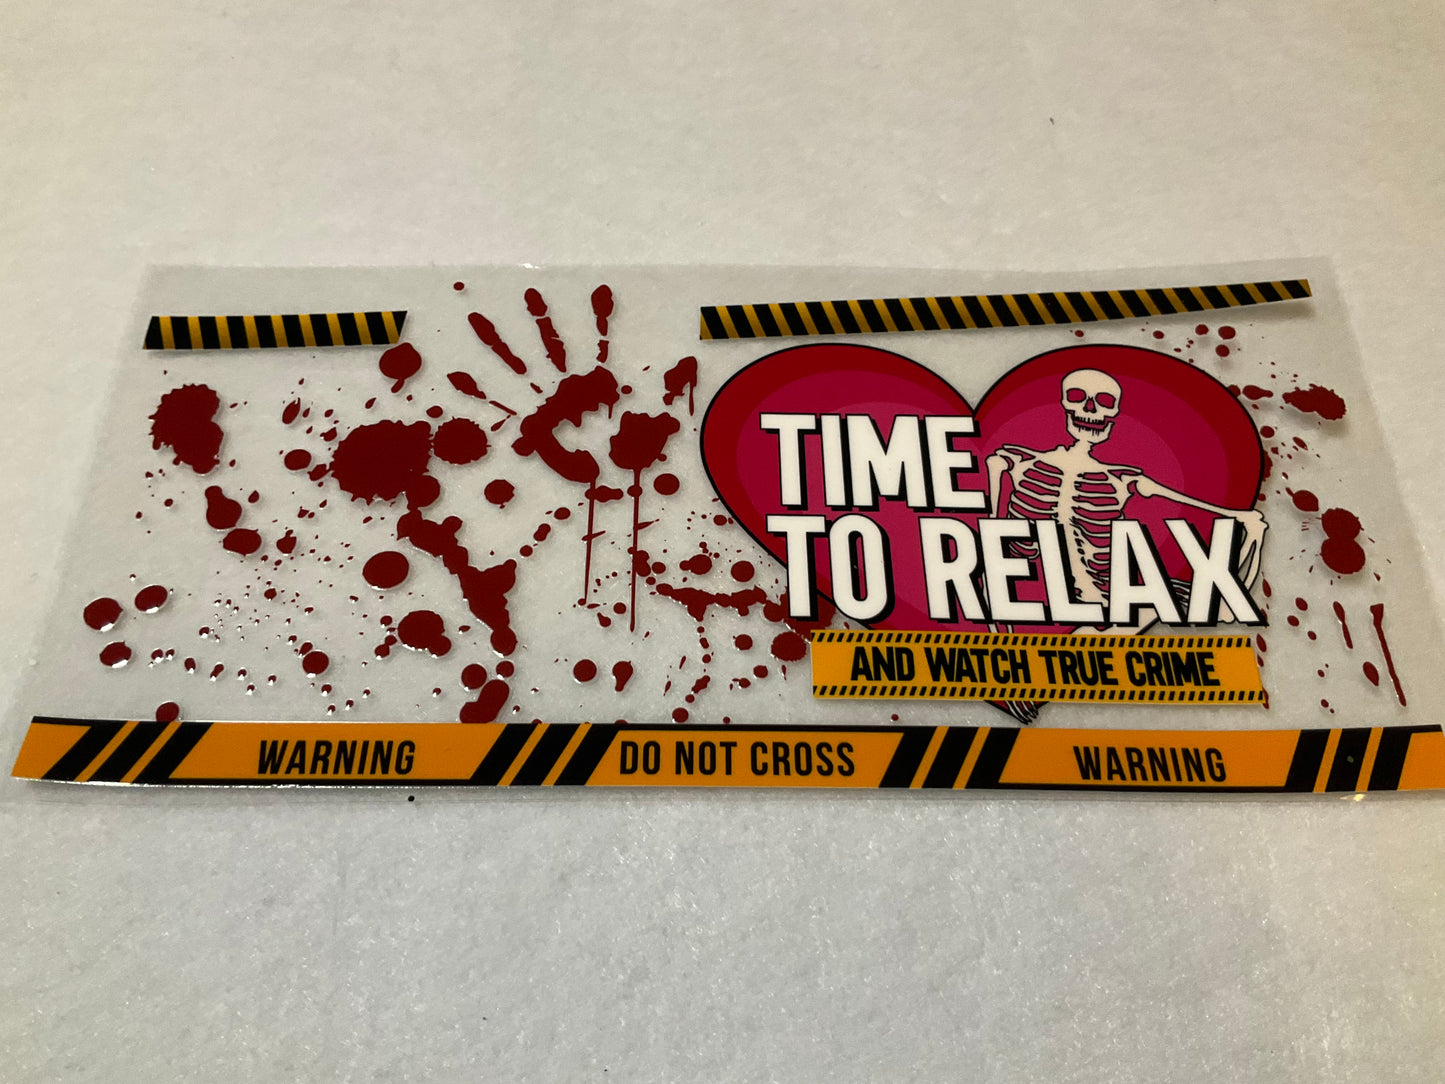 TIME
TO RELAX
AND WATCH TRUE CRIME
WARNING DO NOT CROSS WARNING